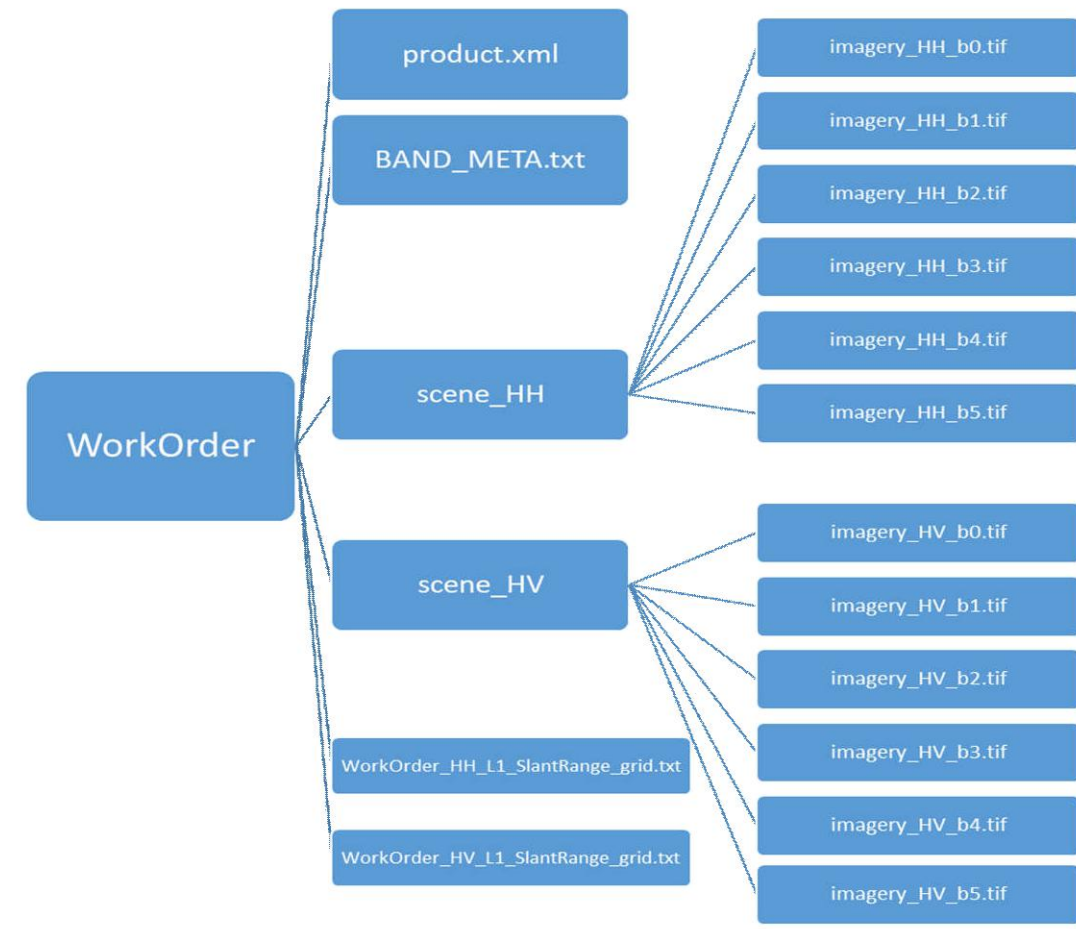 WorkOrder
product.xml
BAND_META.txt
scene_HH
imagery_HH_b0.tif
imagery_HH_b1.tif
imagery_HH_b2.tif
imagery_HH_b3.tif
imagery_HH_b4.tif
imagery_HH_b5.tif
scene_HV
imagery_HV_b0.tif
imagery_HV_b1.tif
imagery_HV_b2.tif
imagery_HV_b3.tif
imagery_HV_b4.tif
imagery_HV_b5.tif
WorkOrder_HH_L1_SlantRange_grid.txt
WorkOrder_HV_L1_SlantRange_grid.txt